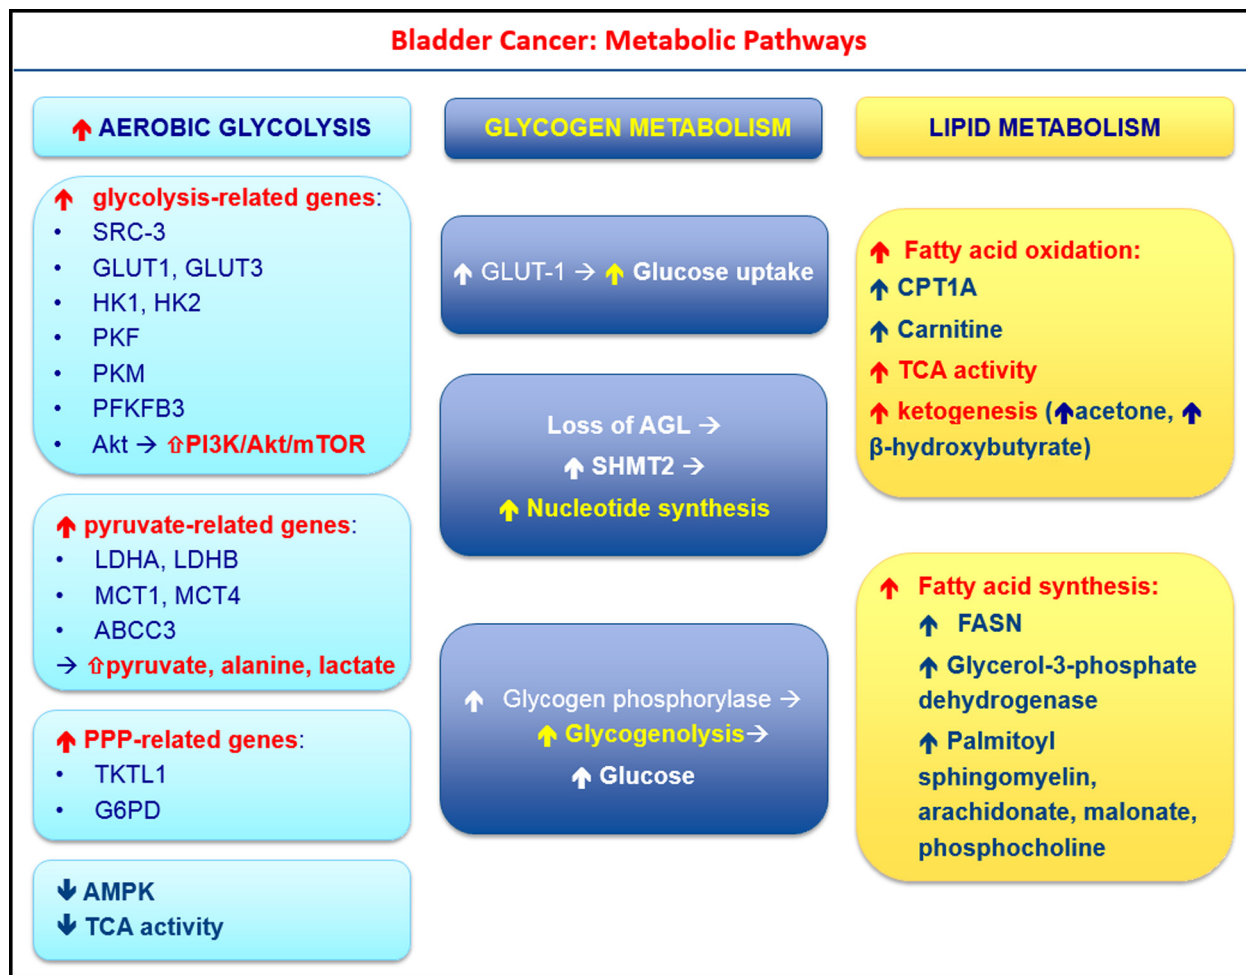 Bladder Cancer: Metabolic Pathways
↑ AEROBIC GLYCOLYSIS
↑ glycolysis-related genes:
• SRC-3
• GLUT1, GLUT3
• HK1, HK2
• PKF
• PKM
• PFKFB3
• Akt → ⇧PI3K/Akt/mTOR
↑ pyruvate-related genes:
• LDHA, LDHB
• MCT1, MCT4
• ABCC3
→ ⇧pyruvate, alanine, lactate
↑ PPP-related genes:
• TKTL1
• G6PD
↓ AMPK
↓ TCA activity
GLYCOGEN METABOLISM
↑ GLUT-1 → ↑ Glucose uptake
Loss of AGL →
↑ SHMT2 →
↑ Nucleotide synthesis
↑ Glycogen phosphorylase →
↑ Glycogenolysis→
↑ Glucose
LIPID METABOLISM
↑ Fatty acid oxidation:
↑ CPT1A
↑ Carnitine
↑ TCA activity
↑ ketogenesis (↑acetone, ↑
β-hydroxybutyrate)
↑ Fatty acid synthesis:
↑ FASN
↑ Glycerol-3-phosphate
dehydrogenase
↑ Palmitoyl
sphingomyelin,
arachidonate, malonate,
phosphocholine